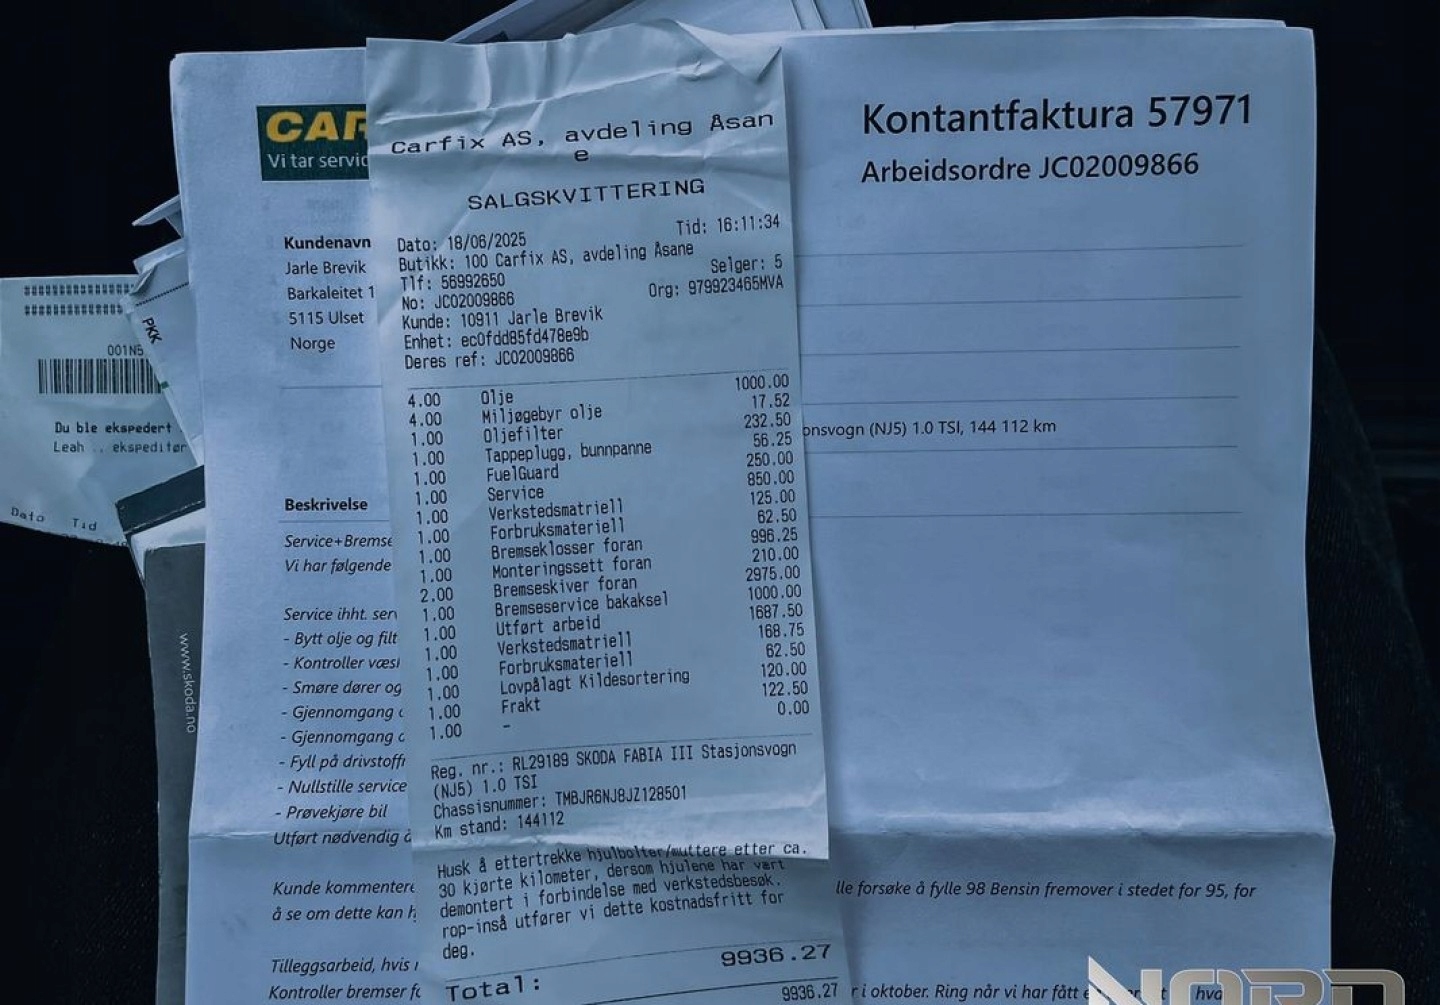 Kontantfaktura 57971
Arbeidsordre JC02009866
CAR
Vi tar servic
Kundenavn
Jarle Brevik
Barkaleitet 1
5115 Ulset
Norge
onsvogn (NJ5) 1.0 TSI, 144 112 km
Beskrivelse
Service+Bremse
Vi har følgende
Service ihht. ser
- Bytt olje og filt
- Kontroller væsk
- Smøre dører og
- Gjennomgang
- Gjennomgang
- Fyll på drivstoff
- Nullstille service
- Prøvekjøre bil
Utført nødvendig
Kunde kommentere
lle forsøke å fylle 98 Bensin fremover i stedet for 95, for
å se om dette kan
Tilleggsarbeid, hvis
Kontroller bremser
r i oktober. Ring når vi har fått
Carfix AS, avdeling Åsan
e
SALGSKVITTERING
Dato: 18/06/2025 Tid: 16:11:34
Butikk: 100 Carfix AS, avdeling Åsane
Tlf: 56992650 Selger: 5
No: JC02009866 Org: 979923465MVA
Kunde: 10911 Jarle Brevik
Enhet: ec0fdd85fd478e9b
Deres ref: JC02009866
4.00 Olje 1000.00
4.00 Miljøgebyr olje 17.52
1.00 Oljefilter 232.50
1.00 Tappeplugg, bunnpanne 56.25
1.00 FuelGuard 250.00
1.00 Service 850.00
1.00 Verkstedsmatriell 125.00
1.00 Forbruksmateriell 62.50
1.00 Bremseklosser foran 996.25
1.00 Monteringssett foran 210.00
2.00 Bremseskiver foran 2975.00
1.00 Bremseservice bakaksel 1000.00
1.00 Utført arbeid 1687.50
1.00 Verkstedsmatriell 168.75
1.00 Forbruksmateriell 62.50
1.00 Lovpålagt Kildesortering 120.00
1.00 Frakt 122.50
1.00 - 0.00
Reg. nr.: RL29189 SKODA FABIA III Stasjonsvogn
(NJ5) 1.0 TSI
Chassisnummer: TMBJR6NJ8JZ128501
Km stand: 144112
Husk å ettertrekke hjulbolter/muttere etter ca.
30 kjørte kilometer, dersom hjulene har vært
demontert i forbindelse med verkstedsbesøk.
rop-inså utfører vi dette kostnadsfritt for
deg.
Total: 9936.27
9936.27
PKK
001N5
Du ble ekspedert
Leah .. ekspeditør
Dato Tid
www.skoda.no
NORD